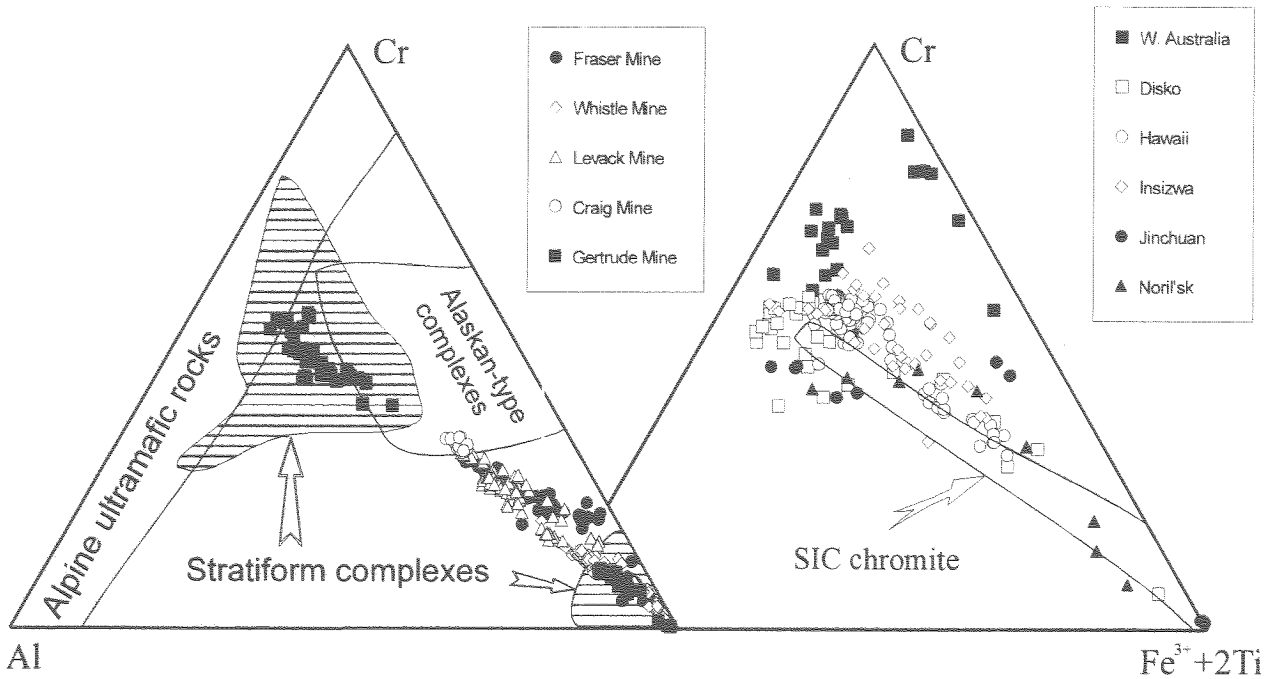 Cr
Fraser Mine
Whistle Mine
Levack Mine
Craig Mine
Gertrude Mine
Cr
W. Australia
Disko
Hawaii
Insizwa
Jinchuan
Noril'sk
Alpine ultramafic rocks
Alaskan-type
complexes
Stratiform complexes
SIC chromite
Al
Fe³⁺+2Ti